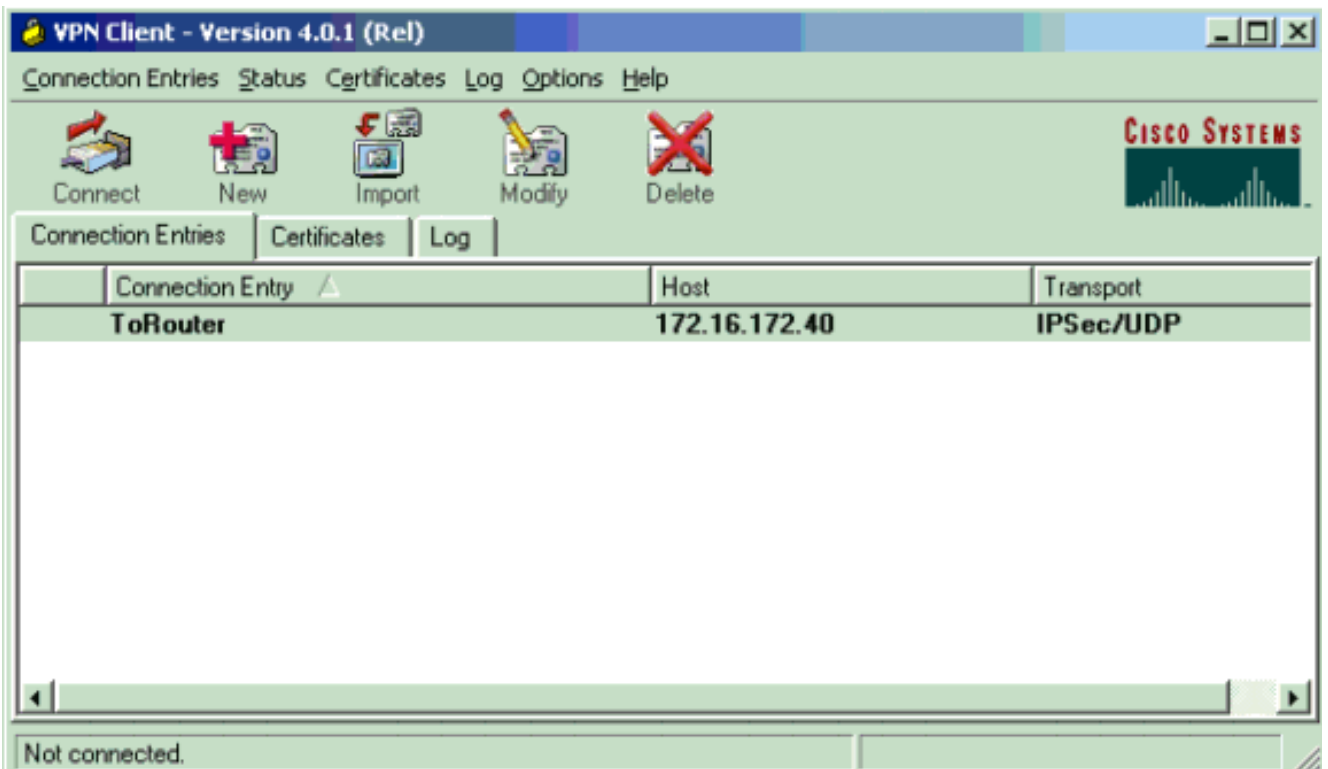 VPN Client - Version 4.0.1 (Rel)
Connection Entries Status Certificates Log Options Help
Connect New Import Modify Delete
CISCO SYSTEMS
Connection Entries Certificates Log
Connection Entry Host Transport
ToRouter 172.16.172.40 IPSec/UDP
Not connected.